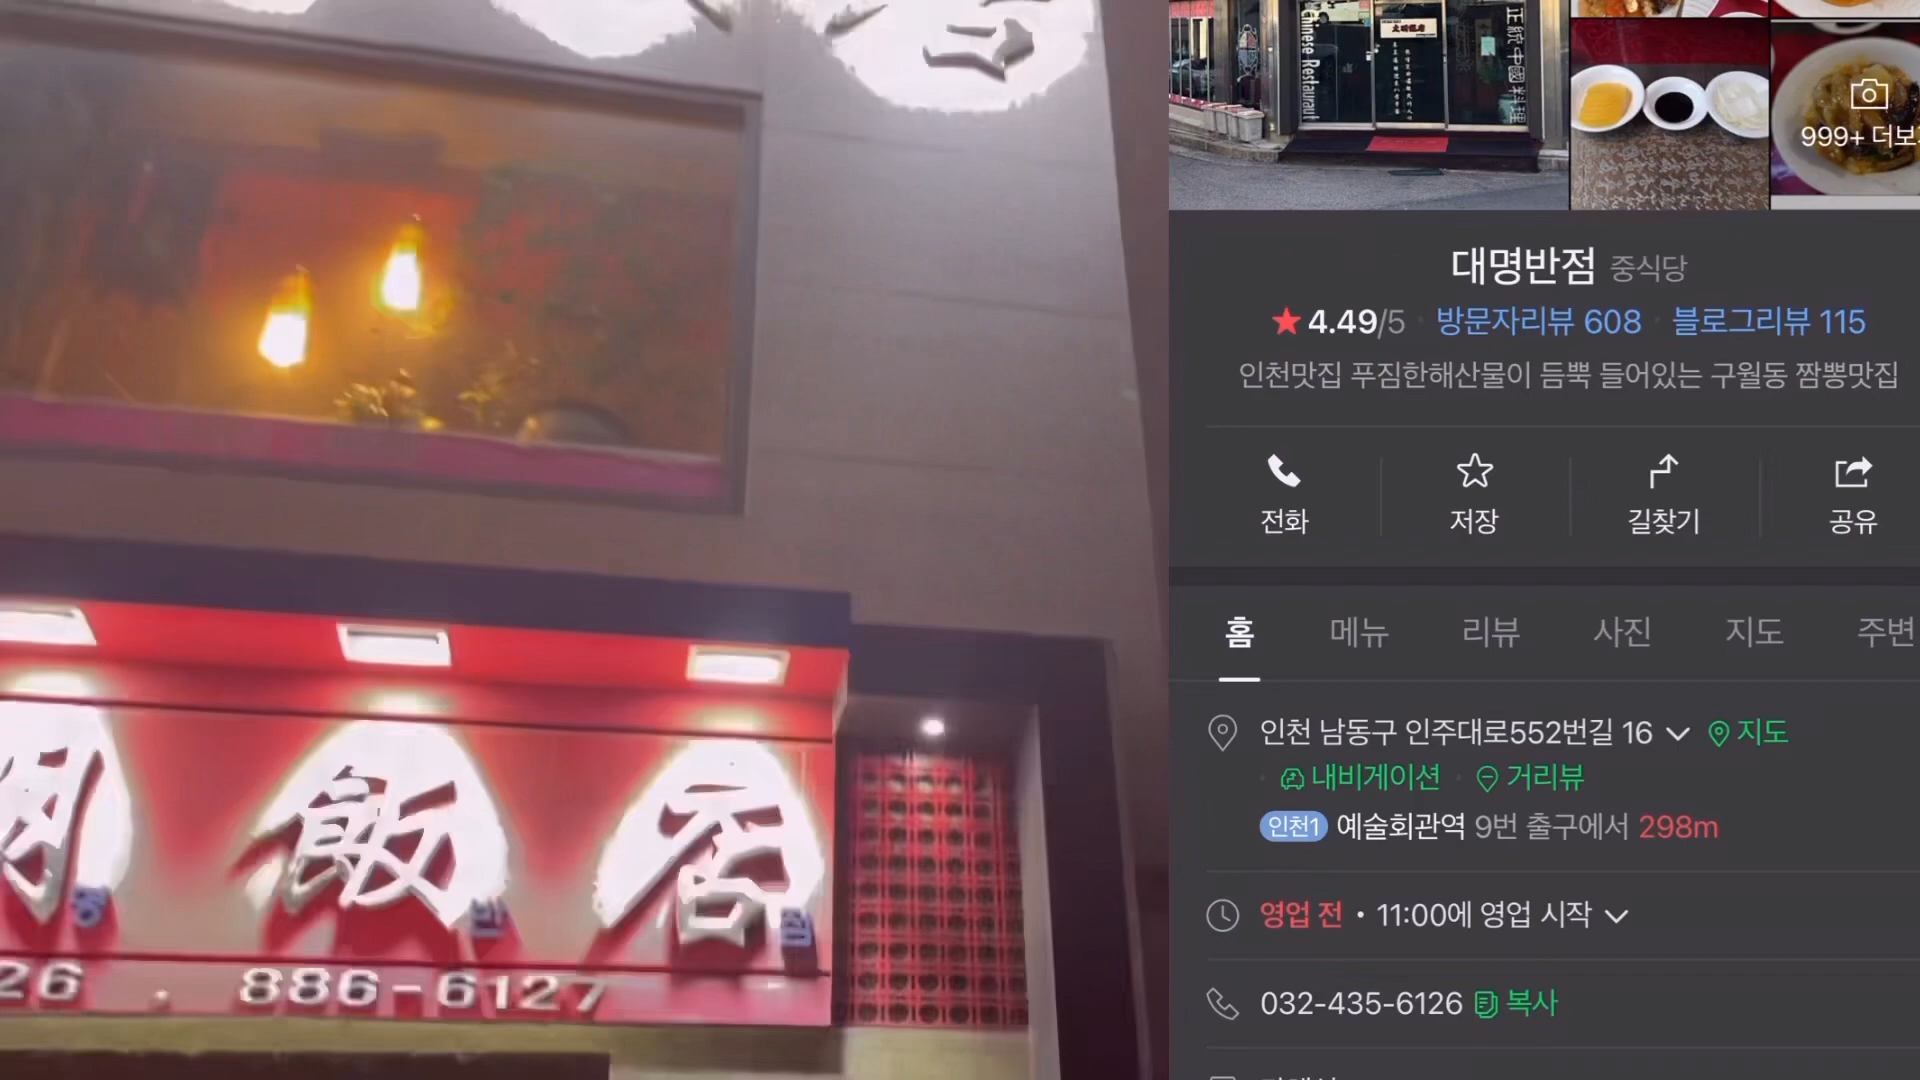 飯店
반
점
26 . 886-6127
Chinese Restaurant
正統中國料理
999+ 더보
대명반점 중식당
★ 4.49/5 · 방문자리뷰 608 · 블로그리뷰 115
인천맛집 푸짐한해산물이 듬뿍 들어있는 구월동 짬뽕맛집
전화
저장
길찾기
공유
홈 메뉴 리뷰 사진 지도 주변
인천 남동구 인주대로552번길 16 지도
· 내비게이션 · 거리뷰
인천1 예술회관역 9번 출구에서 298m
영업 전 • 11:00에 영업 시작
032-435-6126 복사